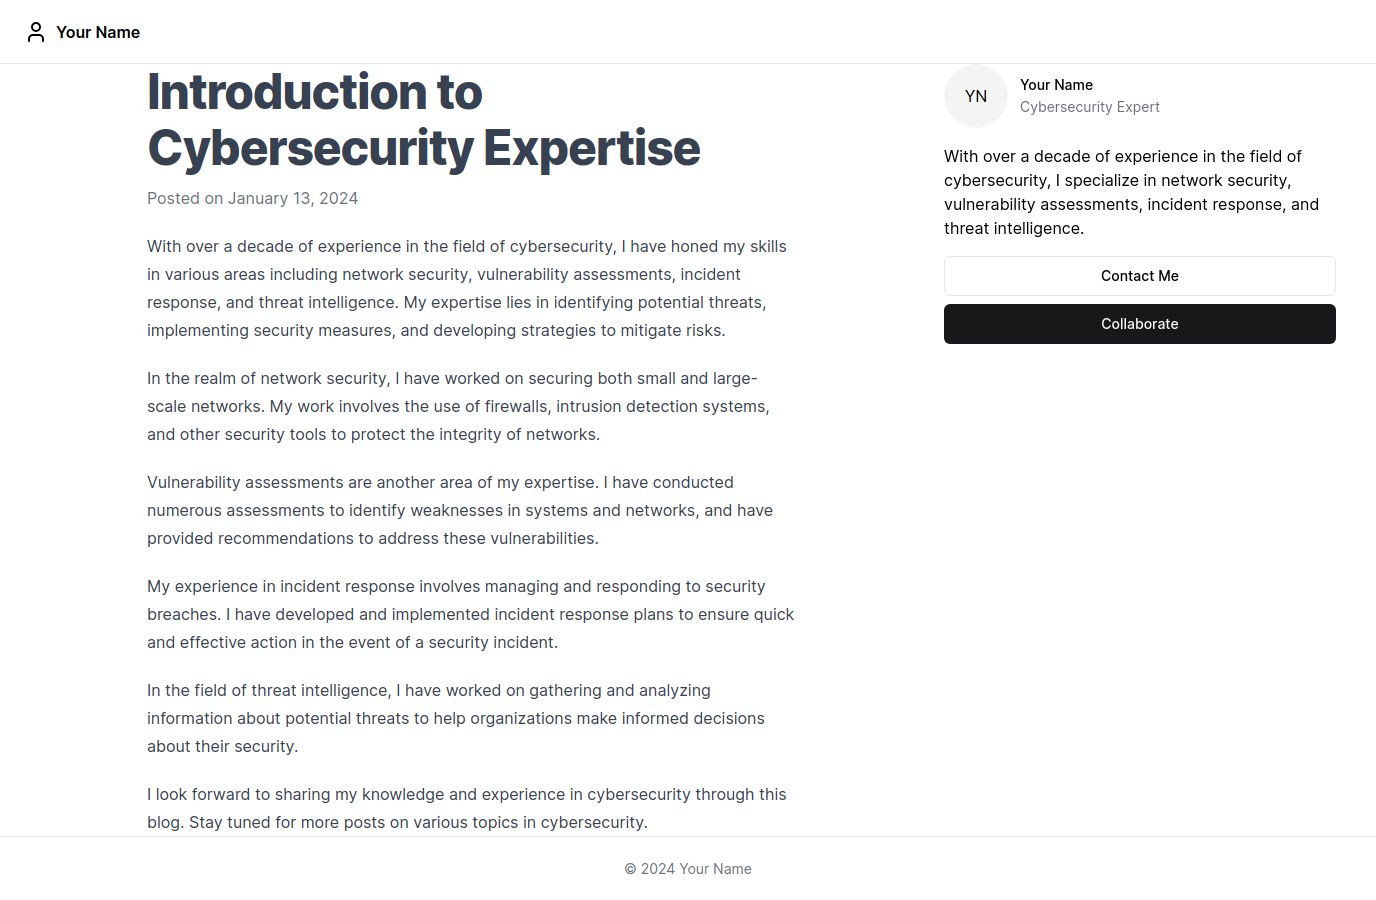 Your Name
Introduction to
Cybersecurity Expertise
Posted on January 13, 2024
With over a decade of experience in the field of cybersecurity, I have honed my skills
in various areas including network security, vulnerability assessments, incident
response, and threat intelligence. My expertise lies in identifying potential threats,
implementing security measures, and developing strategies to mitigate risks.
In the realm of network security, I have worked on securing both small and large-
scale networks. My work involves the use of firewalls, intrusion detection systems,
and other security tools to protect the integrity of networks.
Vulnerability assessments are another area of my expertise. I have conducted
numerous assessments to identify weaknesses in systems and networks, and have
provided recommendations to address these vulnerabilities.
My experience in incident response involves managing and responding to security
breaches. I have developed and implemented incident response plans to ensure quick
and effective action in the event of a security incident.
In the field of threat intelligence, I have worked on gathering and analyzing
information about potential threats to help organizations make informed decisions
about their security.
I look forward to sharing my knowledge and experience in cybersecurity through this
blog. Stay tuned for more posts on various topics in cybersecurity.
YN
Your Name
Cybersecurity Expert
With over a decade of experience in the field of
cybersecurity, I specialize in network security,
vulnerability assessments, incident response, and
threat intelligence.
Contact Me
Collaborate
© 2024 Your Name